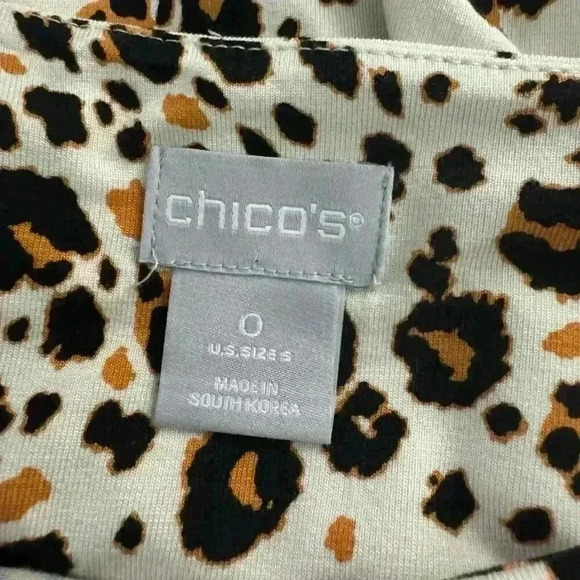 chico's®
0
U.S. SIZE S
MADE IN
SOUTH KOREA